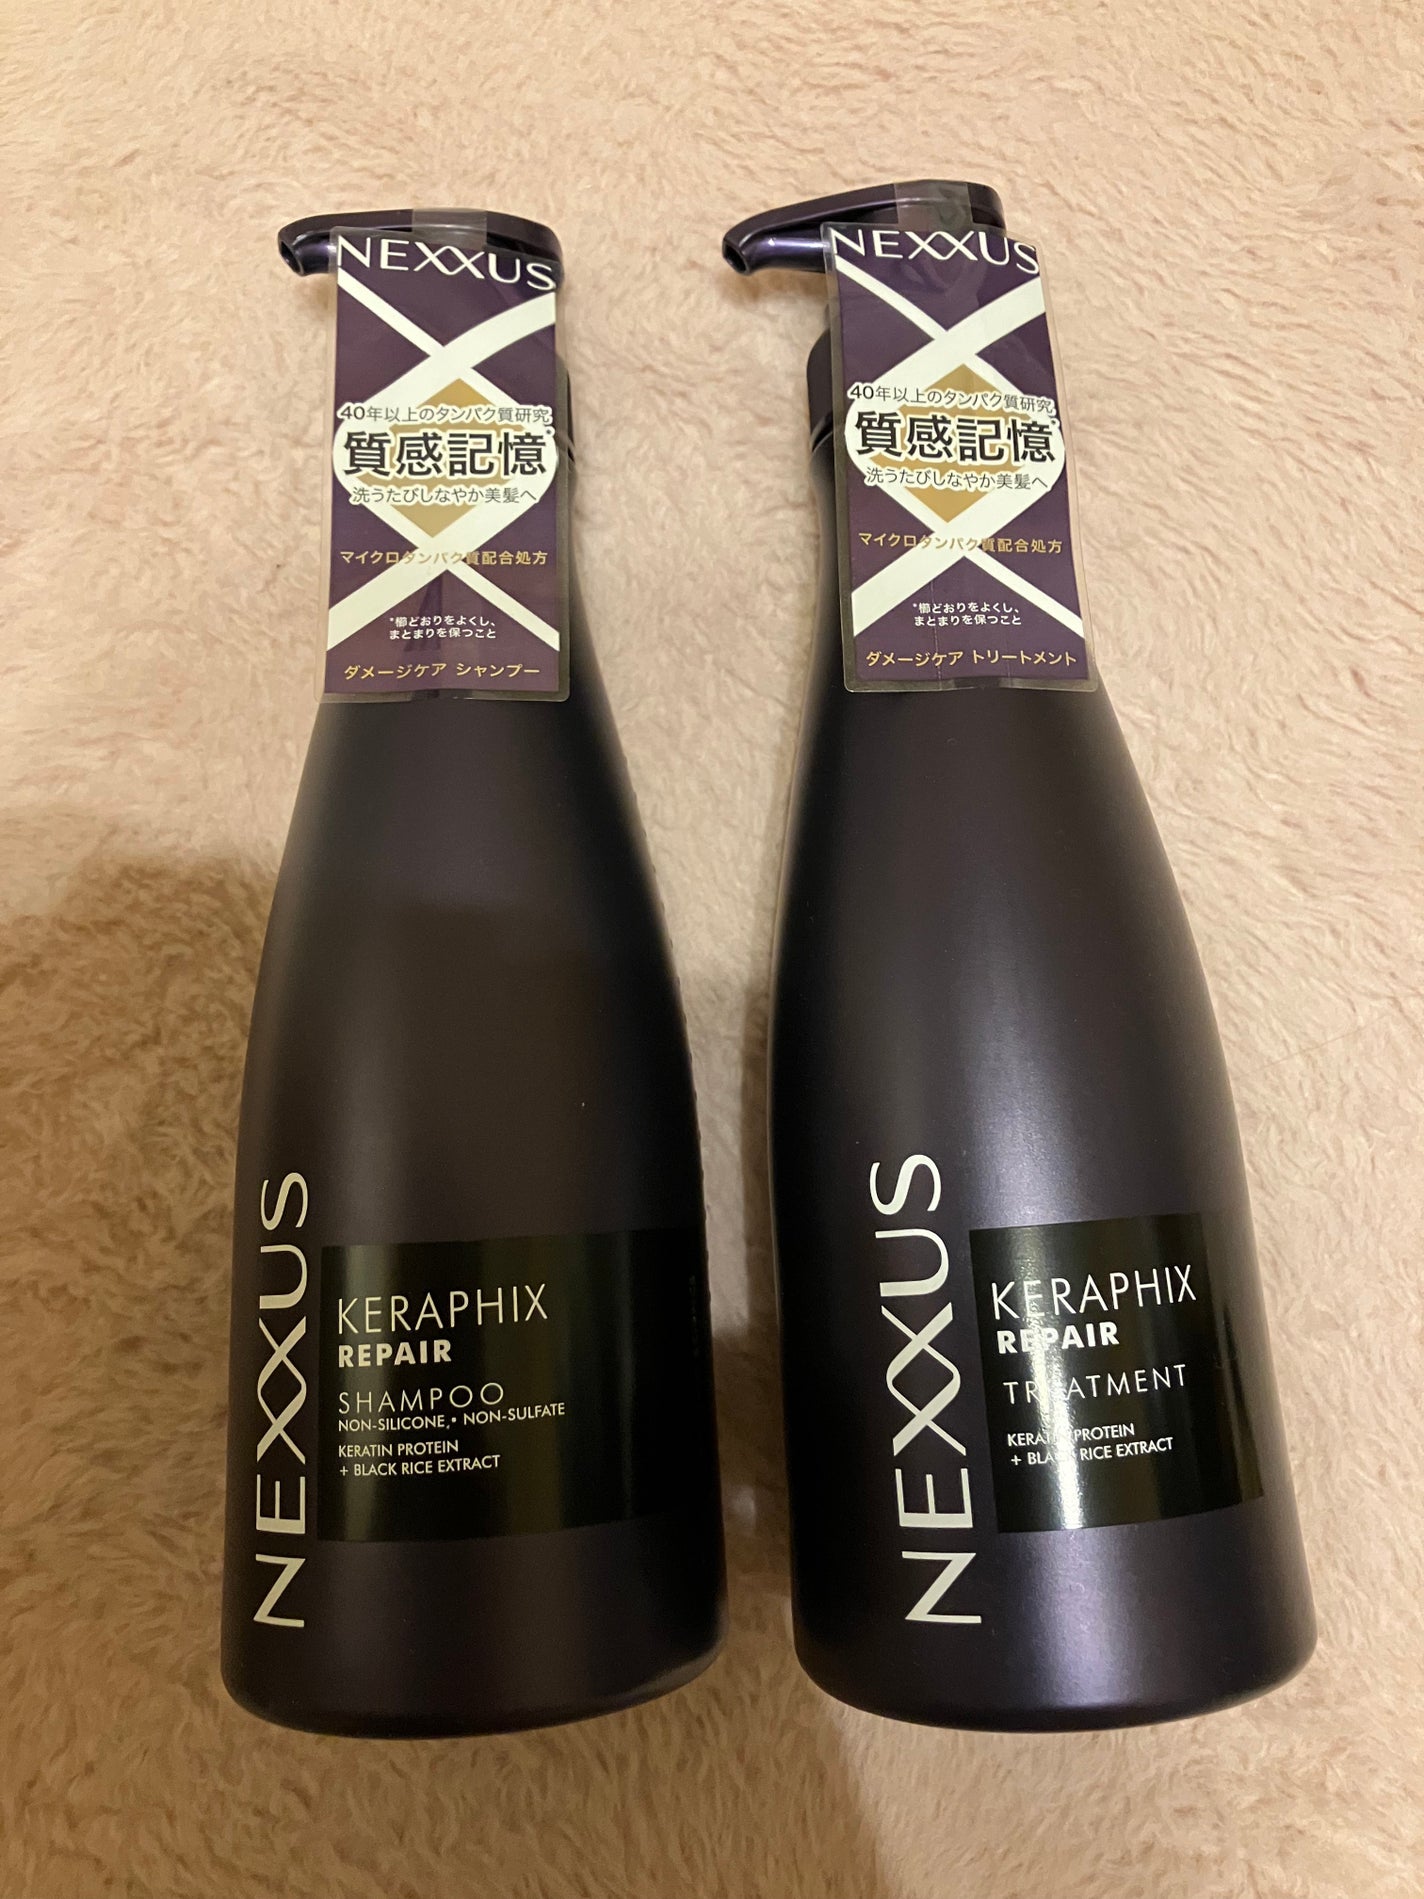 NEXXUS
40年以上のタンパク質研究
質感記憶*
洗うたびしなやか美髪へ
マイクロタンパク質配合処方
*櫛どおりをよくし、
まとまりを保つこと
ダメージケア シャンプー
NEXXUS
KERAPHIX
REPAIR
SHAMPOO
NON-SILICONE,• NON-SULFATE
KERATIN PROTEIN
+ BLACK RICE EXTRACT
NEXXUS
40年以上のタンパク質研究
質感記憶*
洗うたびしなやか美髪へ
マイクロタンパク質配合処方
*櫛どおりをよくし、
まとまりを保つこと
ダメージケア トリートメント
NEXXUS
KERAPHIX
REPAIR
TREATMENT
KERATIN PROTEIN
+ BLACK RICE EXTRACT